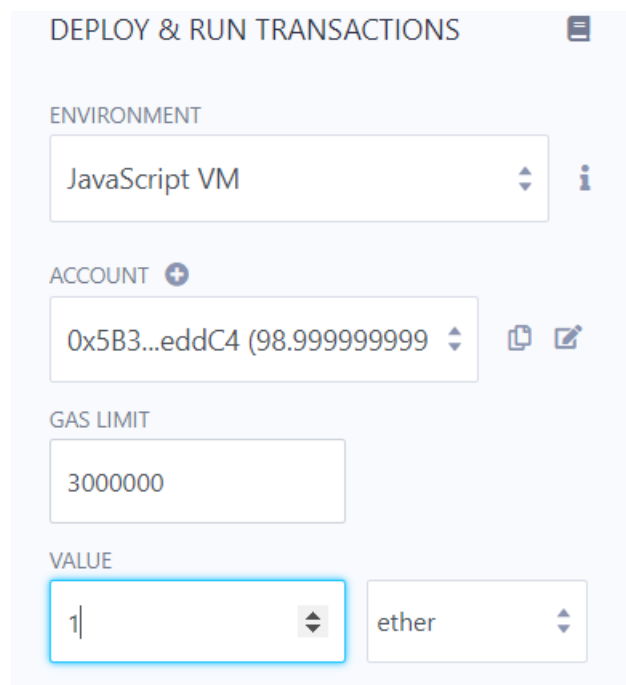 DEPLOY & RUN TRANSACTIONS
ENVIRONMENT
JavaScript VM
ACCOUNT
0x5B3...eddC4 (98.999999999
GAS LIMIT
3000000
VALUE
1 ether